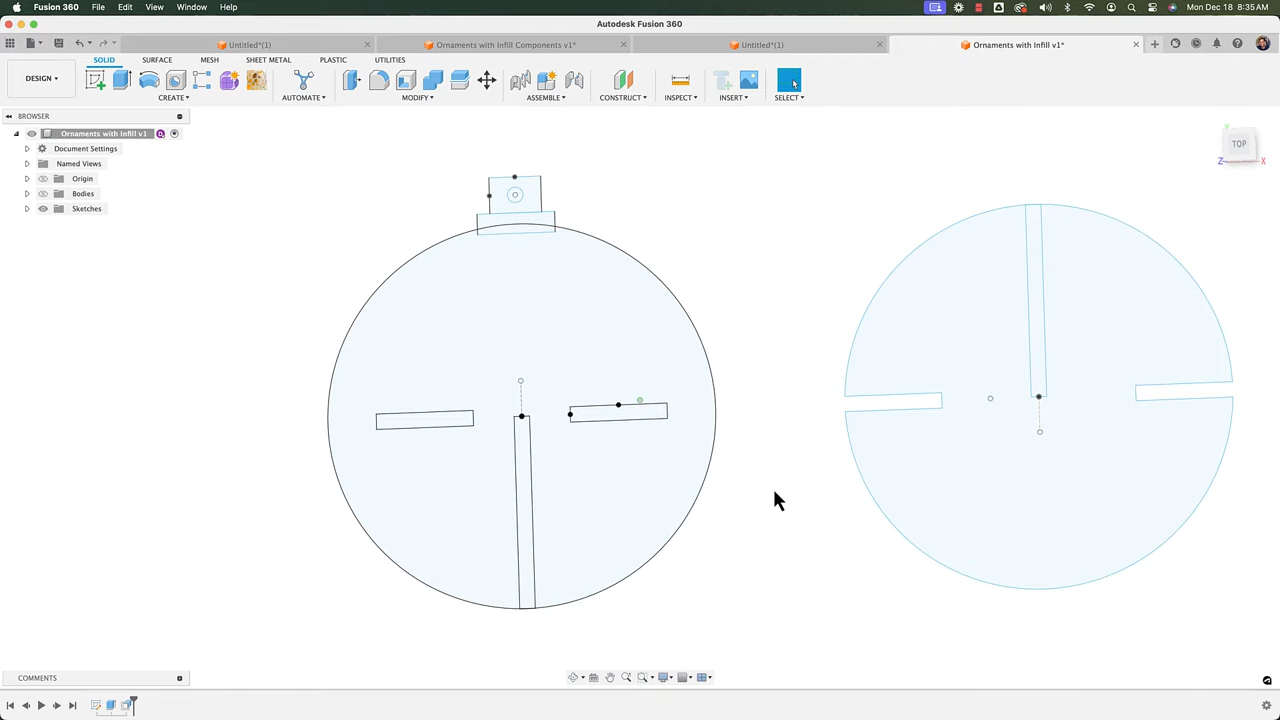 Fusion 360 File Edit View Window Help Mon Dec 18 8:35AM
Autodesk Fusion 360
Untitled*(1) Ornaments with Infill Components v1* Untitled*(1) Ornaments with Infill v1*
SOLID SURFACE MESH SHEET METAL PLASTIC UTILITIES
DESIGN
CREATE AUTOMATE MODIFY ASSEMBLE CONSTRUCT INSPECT INSERT SELECT
BROWSER
Ornaments with Infill v1
Document Settings
Named Views
Origin
Bodies
Sketches
Y
TOP
Z X
COMMENTS